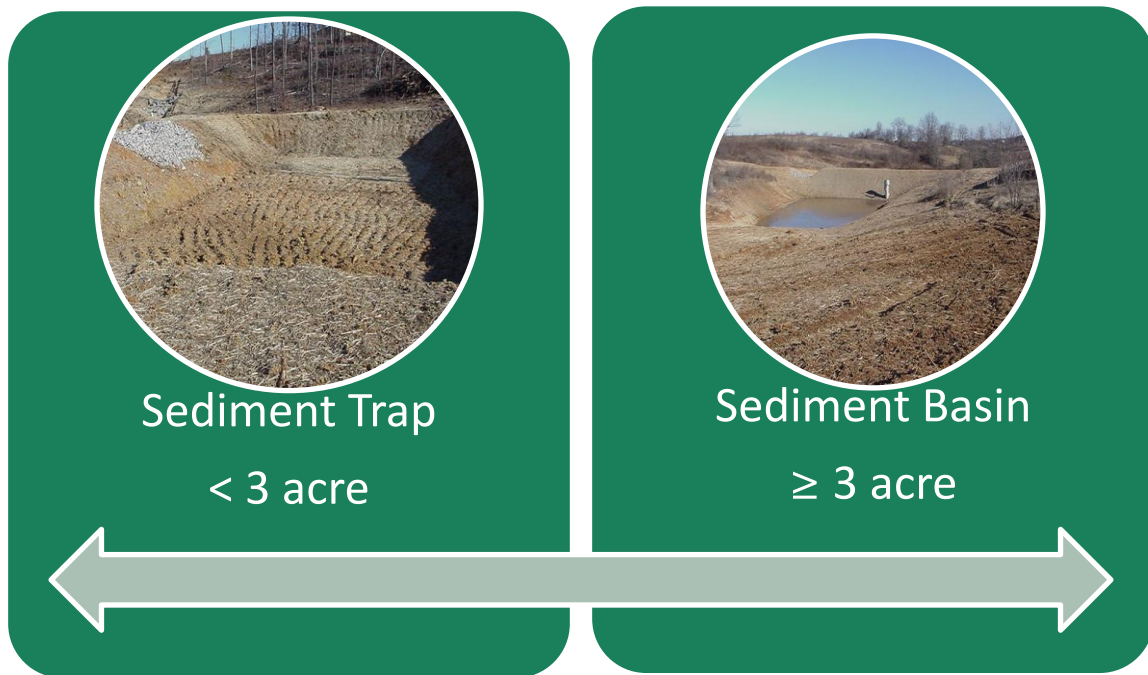 Sediment Trap
< 3 acre
Sediment Basin
≥ 3 acre